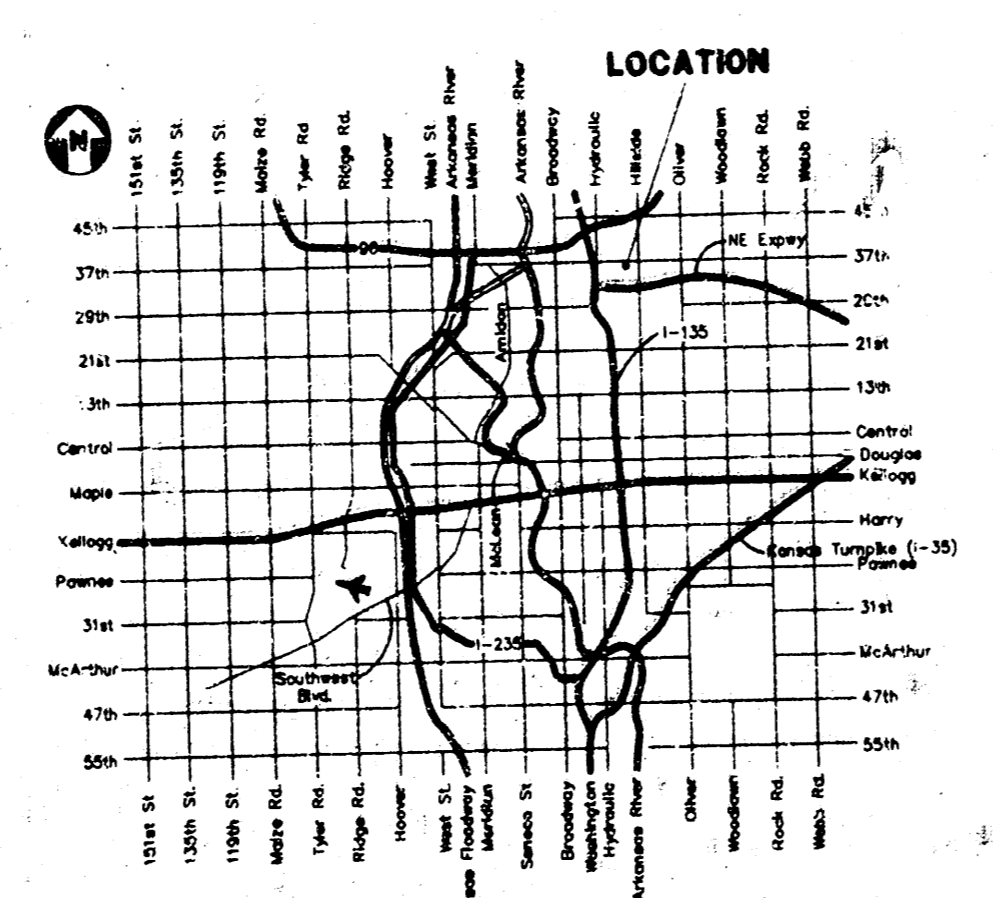 LOCATION
N
151st St.
135th St.
119th St.
Maize Rd.
Tyler Rd
Ridge Rd.
Hoover
West St.
Arkansas River
Meridian
Arkansas River
Broadway
Hydraulic
Hillside
Oliver
Woodlawn
Rock Rd.
Webb Rd.
45th
37th
29th
21st
13th
Central
Maple
Kellogg
Pawnee
31st
McArthur
47th
55th
37th
29th
21st
13th
Central
Douglas
Kellogg
Harry
Pawnee
31st
McArthur
47th
55th
96
NE Expwy
I-135
Amidon
McLean
Kansas Turnpike (I-35)
I-235
Southwest
Blvd.
151st St
135th St.
119th St.
Maize Rd.
Tyler Rd.
Ridge Rd.
Hoover
West St.
Floodway
Meridian
Seneca St
Broadway
Washington
Hydraulic
Arkansas River
Oliver
Woodlawn
Rock Rd.
Webb Rd.